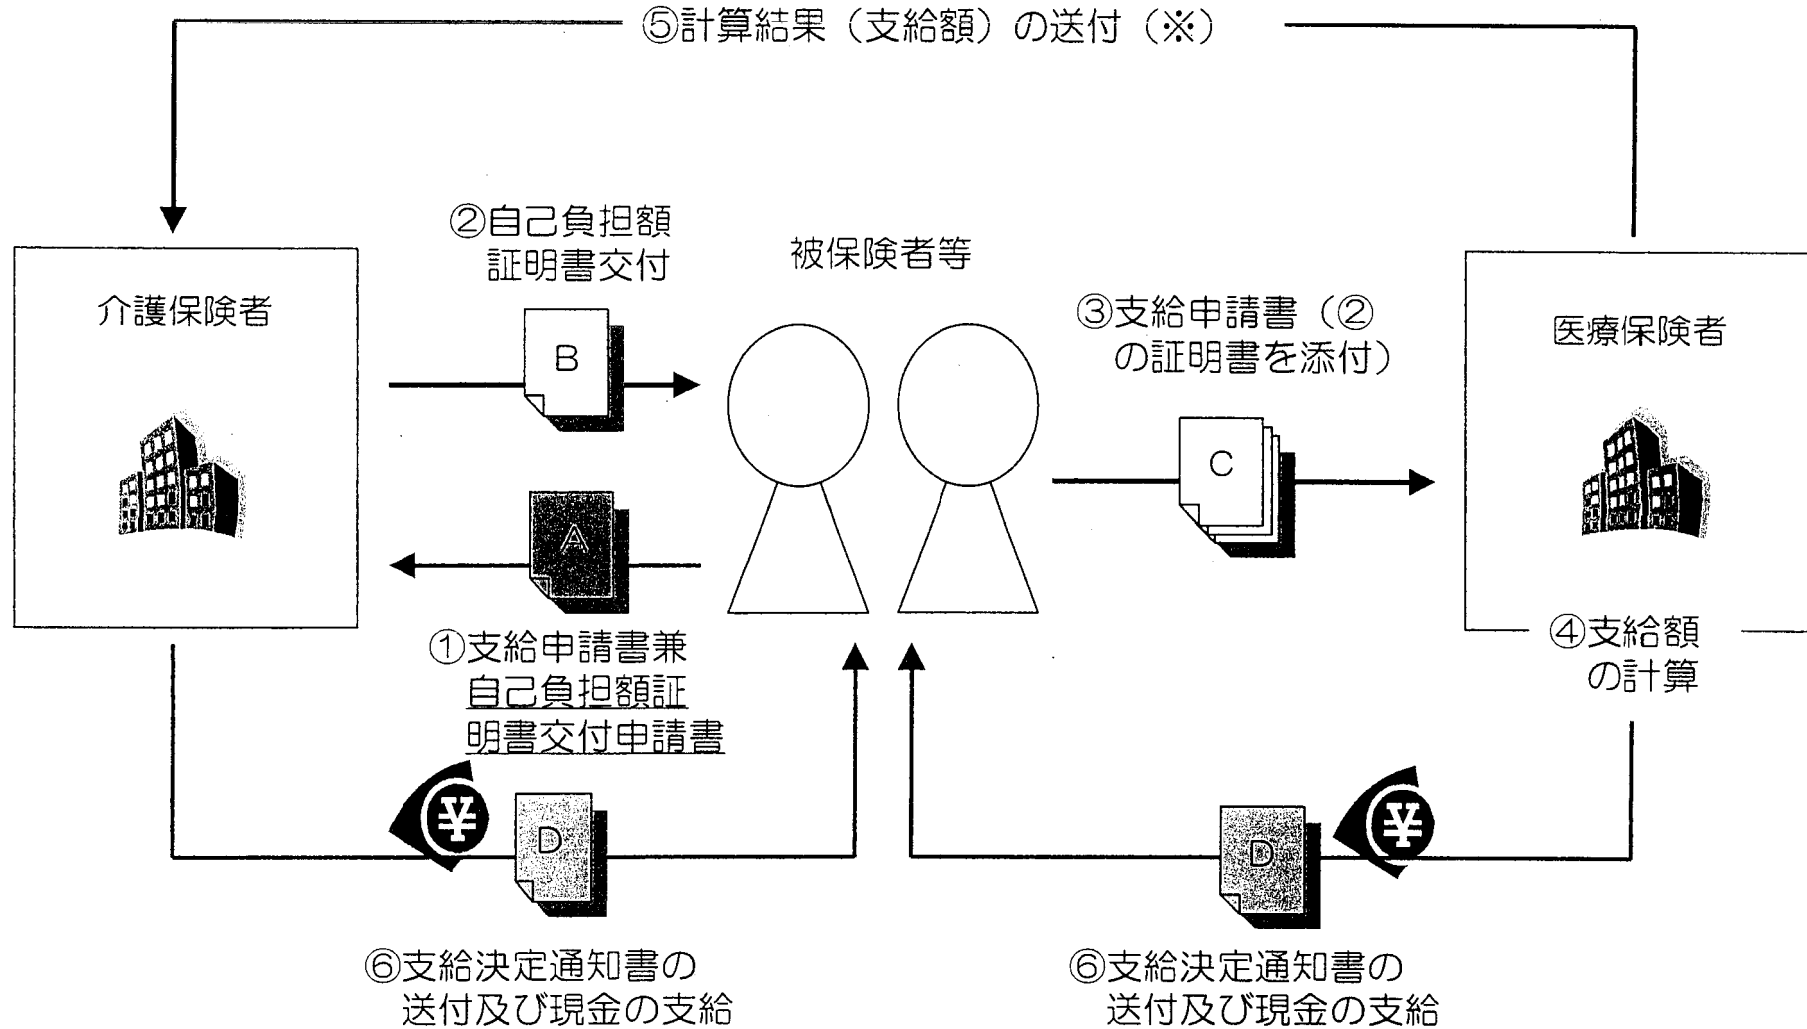 ⑤計算結果（支給額）の送付（※）
②自己負担額
証明書交付
被保険者等
介護保険者
B
③支給申請書（②
の証明書を添付）
医療保険者
C
A
①支給申請書兼
自己負担額証
明書交付申請書
④支給額
の計算
¥
D
¥
D
⑥支給決定通知書の
送付及び現金の支給
⑥支給決定通知書の
送付及び現金の支給